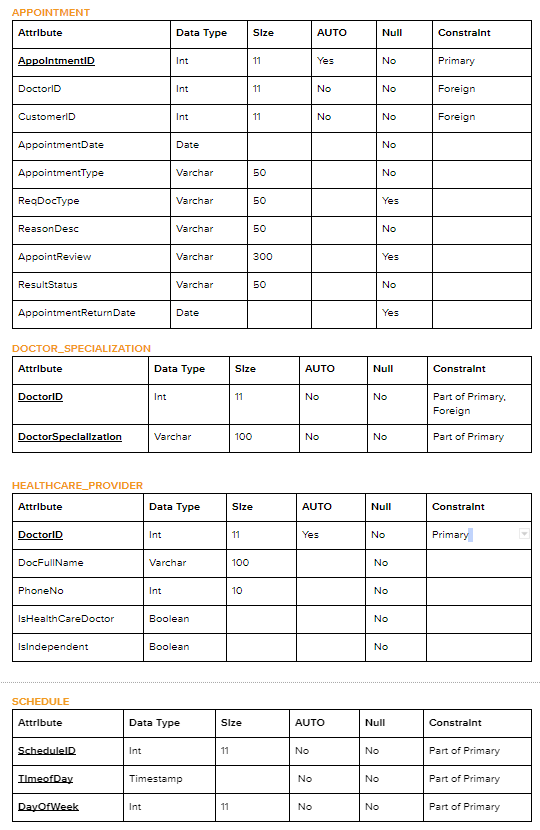 APPOINTMENT
Attribute Data Type Size AUTO Null Constraint
AppointmentID Int 11 Yes No Primary
DoctorID Int 11 No No Foreign
CustomerID Int 11 No No Foreign
AppointmentDate Date No
AppointmentType Varchar 50 No
ReqDocType Varchar 50 Yes
ReasonDesc Varchar 50 No
AppointReview Varchar 300 Yes
ResultStatus Varchar 50 No
AppointmentReturnDate Date Yes
DOCTOR_SPECIALIZATION
Attribute Data Type Size AUTO Null Constraint
DoctorID Int 11 No No Part of Primary,
Foreign
DoctorSpecialization Varchar 100 No No Part of Primary
HEALTHCARE_PROVIDER
Attribute Data Type Size AUTO Null Constraint
DoctorID Int 11 Yes No Primary
DocFullName Varchar 100 No
PhoneNo Int 10 No
IsHealthCareDoctor Boolean No
IsIndependent Boolean No
SCHEDULE
Attribute Data Type Size AUTO Null Constraint
ScheduleID Int 11 No No Part of Primary
TimeofDay Timestamp No No Part of Primary
DayOfWeek Int 11 No No Part of Primary